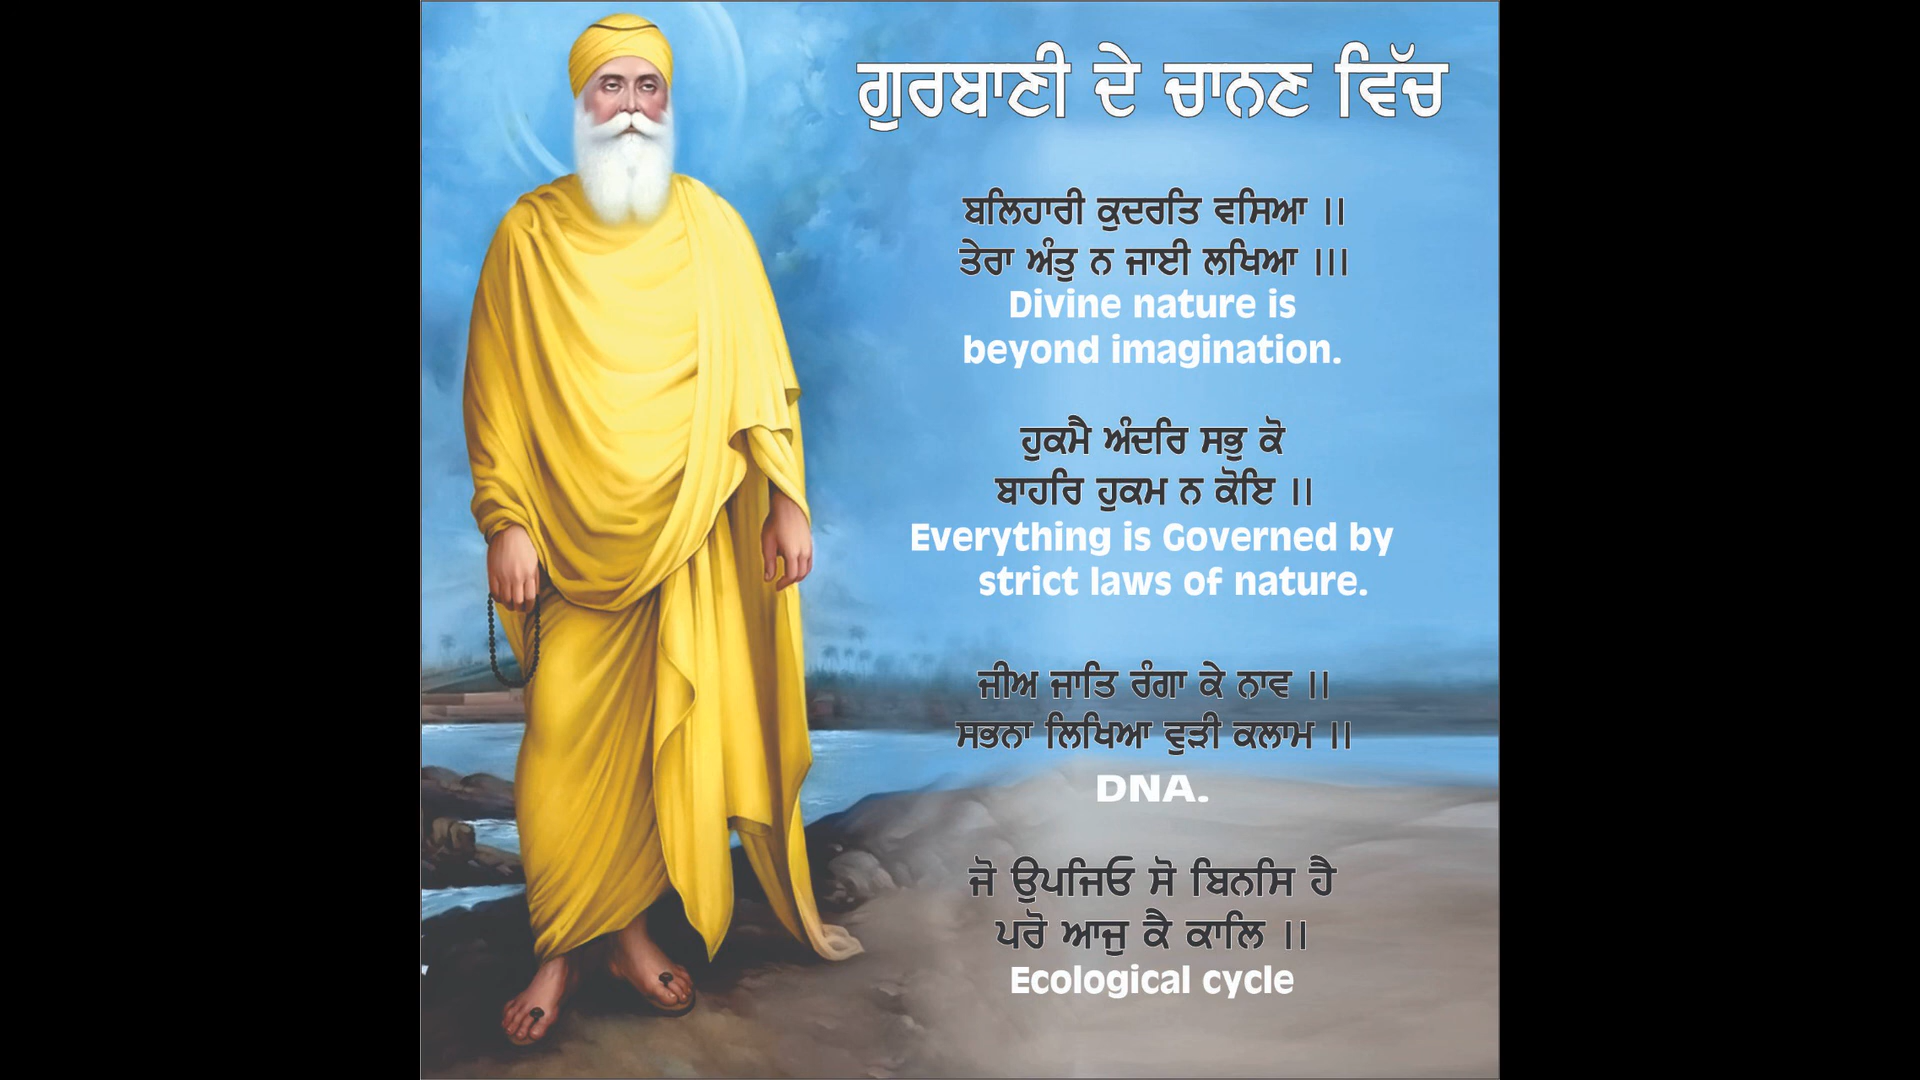 ਗੁਰਬਾਣੀ ਦੇ ਚਾਨਣ ਵਿੱਚ
ਬਲਿਹਾਰੀ ਕੁਦਰਤਿ ਵਸਿਆ ।।
ਤੇਰਾ ਅੰਤੁ ਨ ਜਾਈ ਲਖਿਆ ।।।
Divine nature is
beyond imagination.
ਹੁਕਮੈ ਅੰਦਰਿ ਸਭੁ ਕੋ
ਬਾਹਰਿ ਹੁਕਮ ਨ ਕੋਇ ।।
Everything is Governed by
strict laws of nature.
ਜੀਅ ਜਾਤਿ ਰੰਗਾ ਕੇ ਨਾਵ ।।
ਸਭਨਾ ਲਿਖਿਆ ਵੁੜੀ ਕਲਾਮ ।।
DNA.
ਜੋ ਉਪਜਿਓ ਸੋ ਬਿਨਸਿ ਹੈ
ਪਰੋ ਆਜੁ ਕੈ ਕਾਲਿ ।।
Ecological cycle